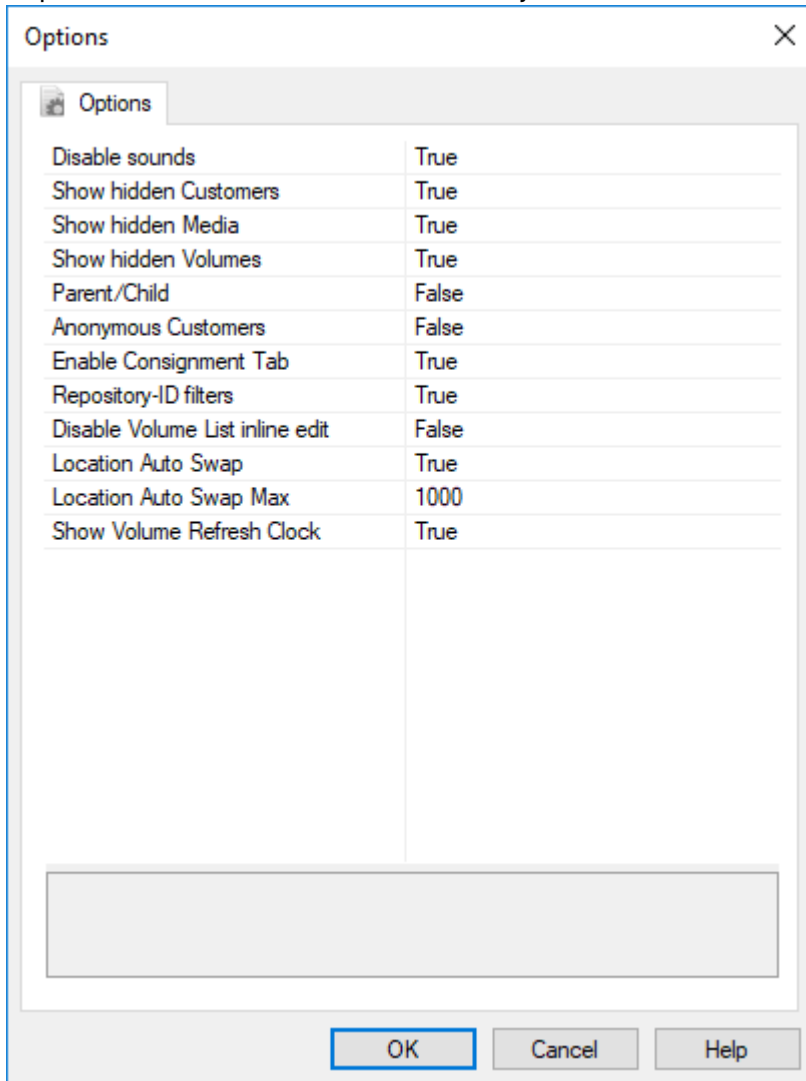 Options
Options
Disable sounds True
Show hidden Customers True
Show hidden Media True
Show hidden Volumes True
Parent/Child False
Anonymous Customers False
Enable Consignment Tab True
Repository-ID filters True
Disable Volume List inline edit False
Location Auto Swap True
Location Auto Swap Max 1000
Show Volume Refresh Clock True
OK Cancel Help